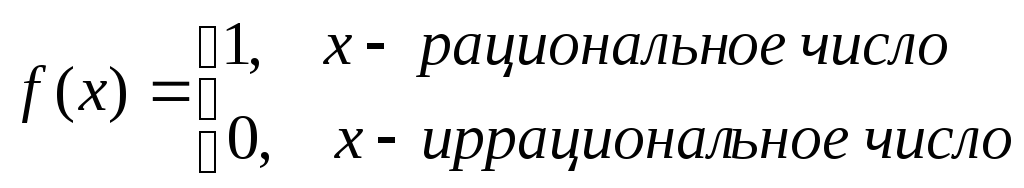 1, x - рациональное число
f (x) =
0, x - иррациональное число